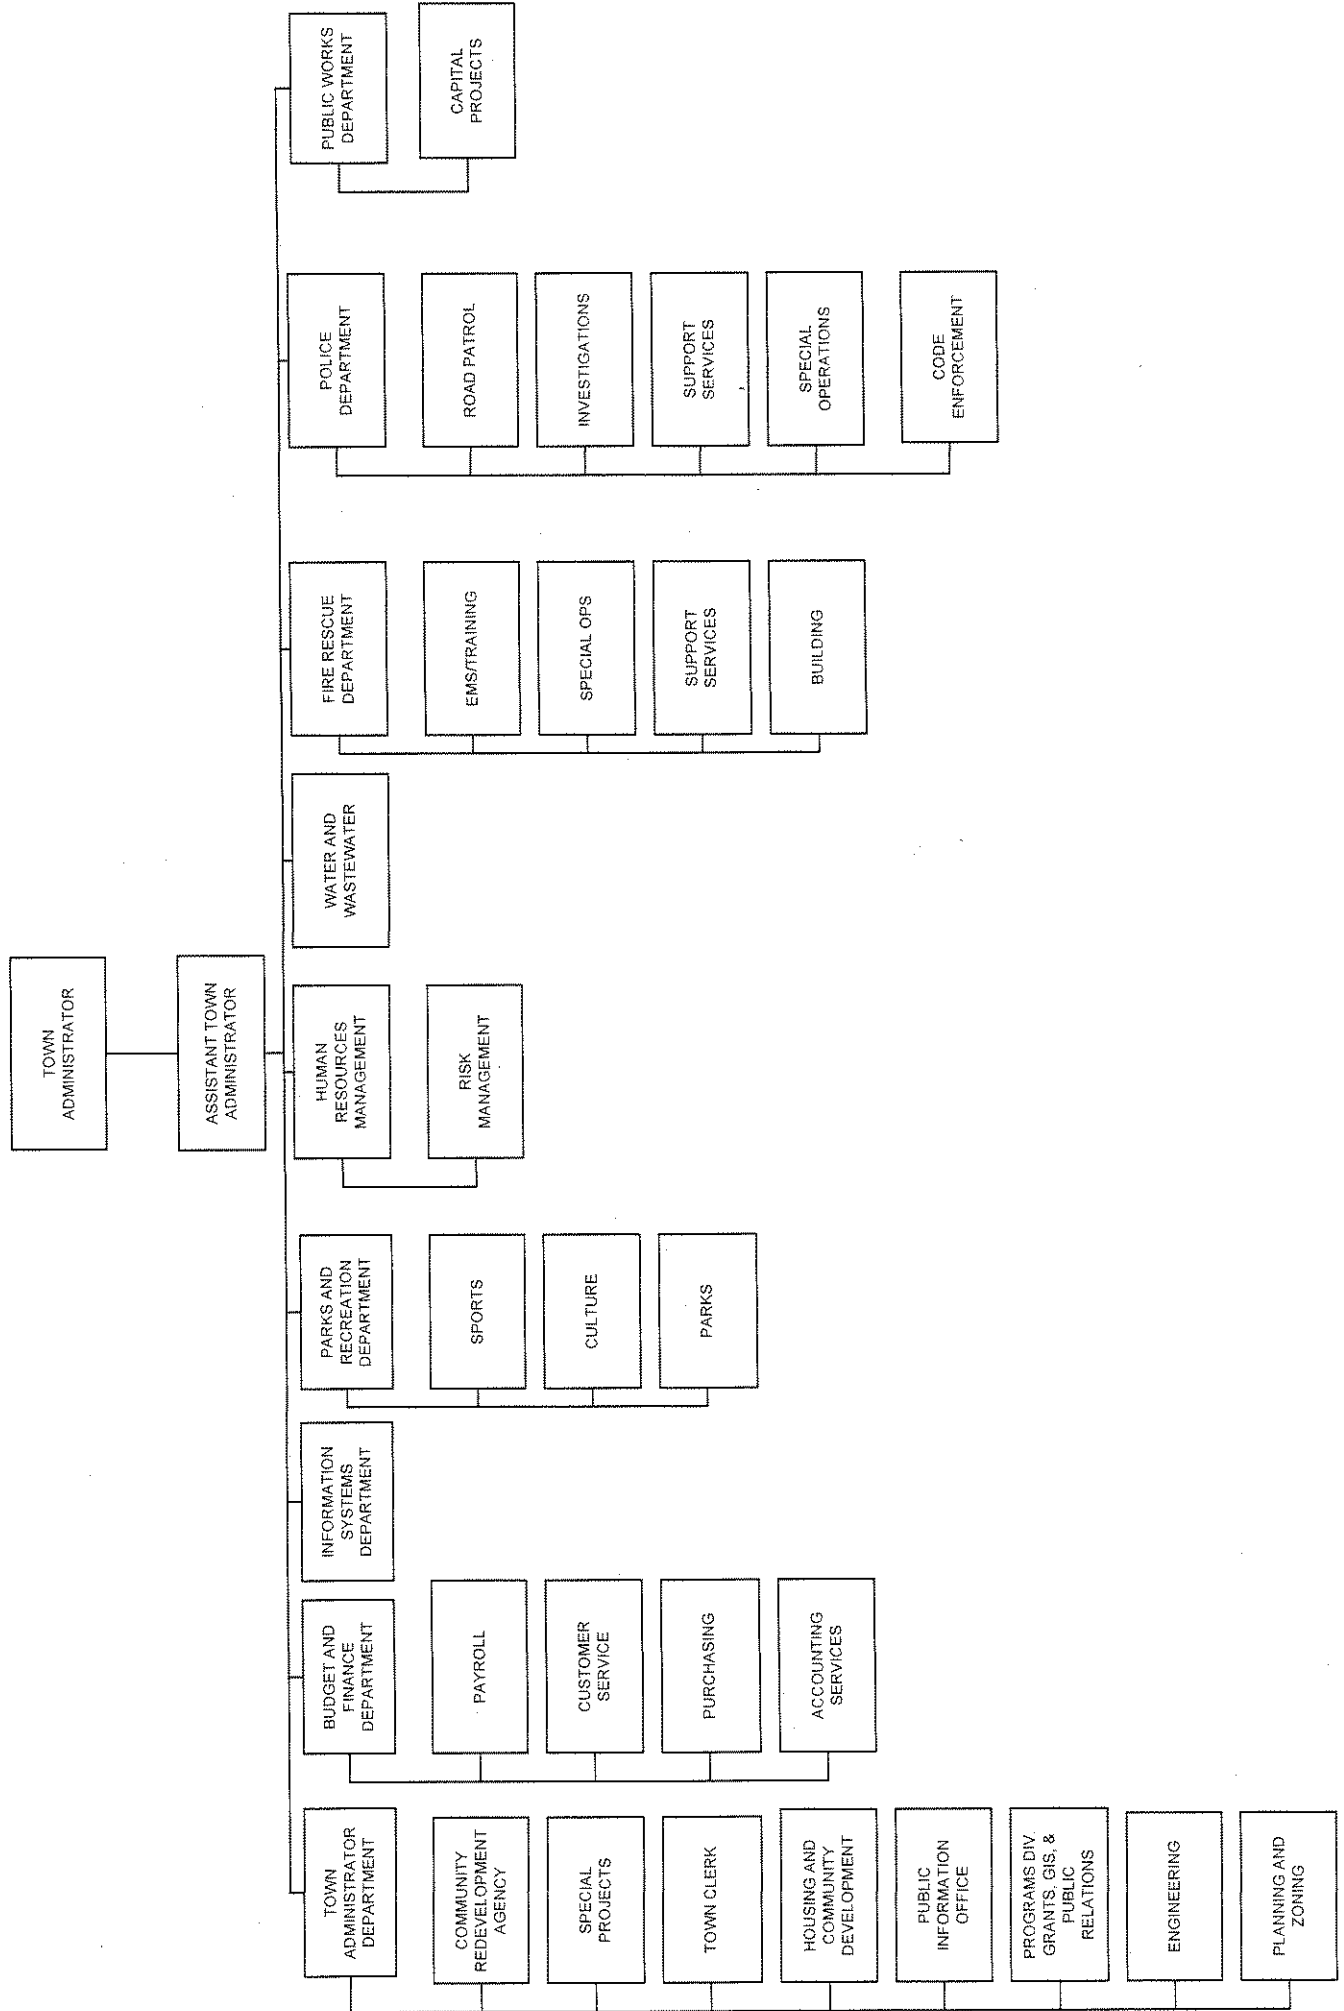 TOWN
ADMINISTRATOR
ASSISTANT TOWN
ADMINISTRATOR
TOWN
ADMINISTRATOR
DEPARTMENT
COMMUNITY
REDEVELOPMENT
AGENCY
SPECIAL
PROJECTS
TOWN CLERK
HOUSING AND
COMMUNITY
DEVELOPMENT
PUBLIC
INFORMATION
OFFICE
PROGRAMS DIV.
GRANTS, GIS, &
PUBLIC
RELATIONS
ENGINEERING
PLANNING AND
ZONING
BUDGET AND
FINANCE
DEPARTMENT
PAYROLL
CUSTOMER
SERVICE
PURCHASING
ACCOUNTING
SERVICES
INFORMATION
SYSTEMS
DEPARTMENT
PARKS AND
RECREATION
DEPARTMENT
SPORTS
CULTURE
PARKS
HUMAN
RESOURCES
MANAGEMENT
RISK
MANAGEMENT
WATER AND
WASTEWATER
FIRE RESCUE
DEPARTMENT
EMS/TRAINING
SPECIAL OPS
SUPPORT
SERVICES
BUILDING
POLICE
DEPARTMENT
ROAD PATROL
INVESTIGATIONS
SUPPORT
SERVICES
SPECIAL
OPERATIONS
CODE
ENFORCEMENT
PUBLIC WORKS
DEPARTMENT
CAPITAL
PROJECTS